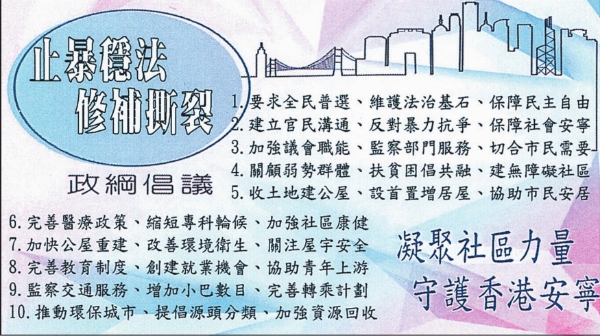 止暴穩法
修補撕裂
政綱倡議
1.要求全民普選、維護法治基石、保障民主自由
2.建立官民溝通、反對暴力抗爭、保障社會安寧
3.加強議會職能、監察部門服務、切合市民需要
4.關顧弱勢群體、扶貧困倡共融、建無障礙社區
5.收土地建公屋、設首置增居屋、協助市民安居
6.完善醫療政策、縮短專科輪候、加強社區康健
7.加快公屋重建、改善環境衛生、關注屋宇安全
8.完善教育制度、創建就業機會、協助青年上游
9.監察交通服務、增加小巴數目、完善轉乘計劃
10.推動環保城市、提倡源頭分類、加強資源回收
凝聚社區力量
守護香港安寧